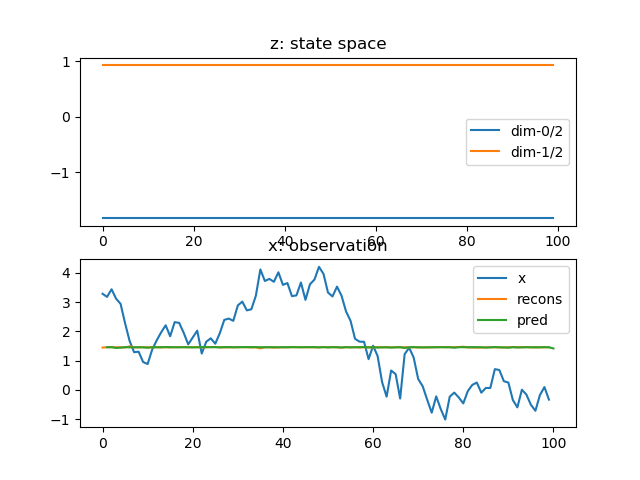 z: state space
1
0
−1
dim-0/2
dim-1/2
0 20 40 60 80 100
x: observation
4
3
2
1
0
−1
x
recons
pred
0 20 40 60 80 100